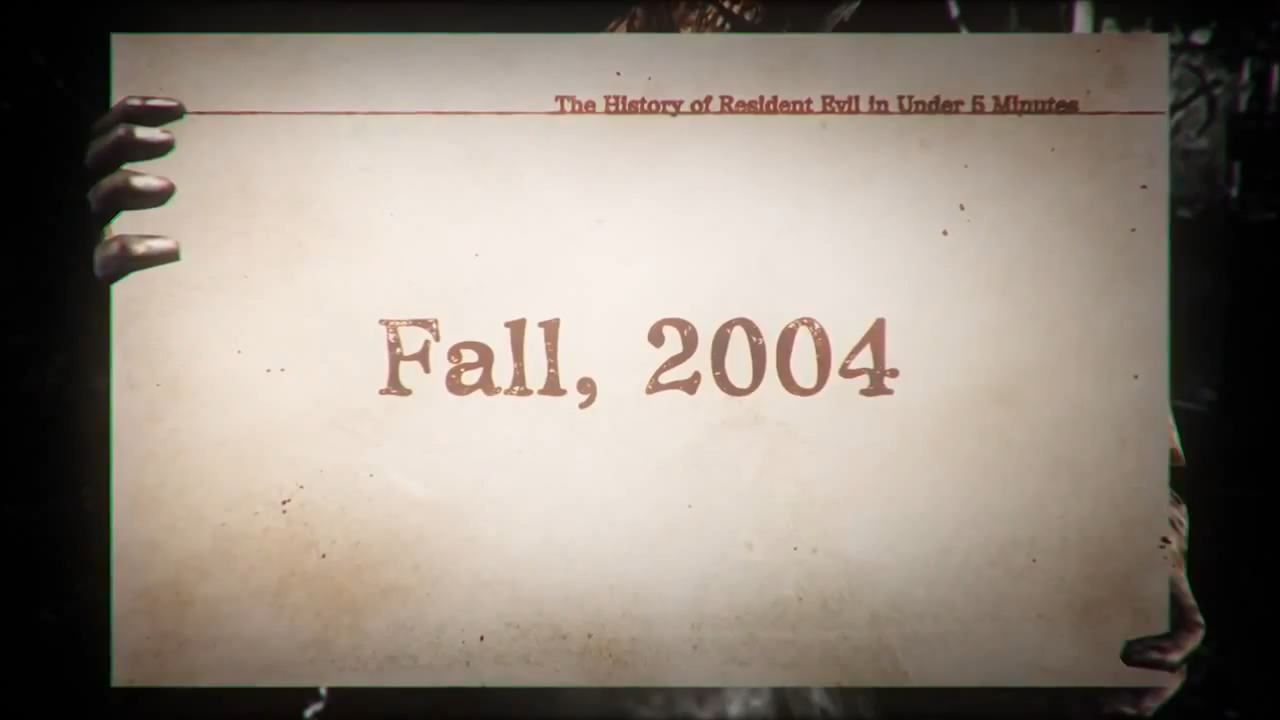 The History of Resident Evil in Under 5 Minutes
Fall, 2004